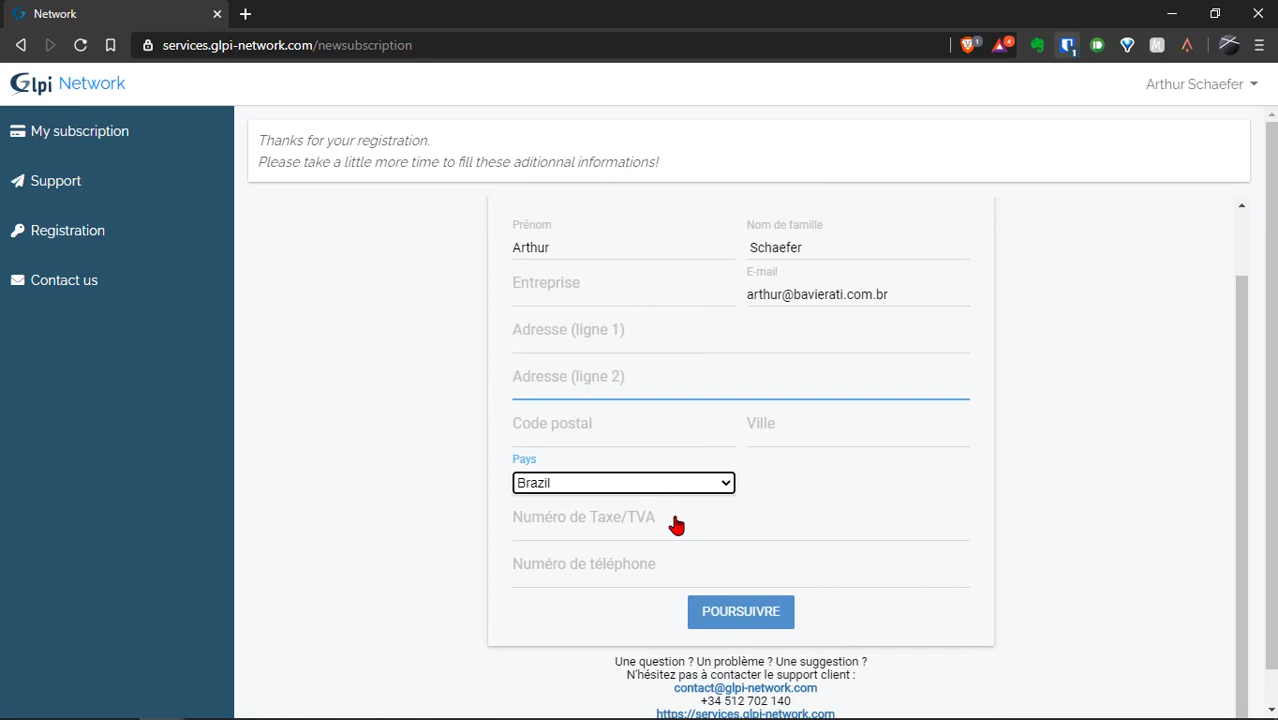 Network
services.glpi-network.com/newsubscription
1
4
1
Glpi Network
Arthur Schaefer
My subscription
Support
Registration
Contact us
Thanks for your registration.
Please take a little more time to fill these aditionnal informations!
Prénom
Nom de famille
Arthur
Schaefer
Entreprise
E-mail
arthur@bavierati.com.br
Adresse (ligne 1)
Adresse (ligne 2)
Code postal
Ville
Pays
Brazil
Numéro de Taxe/TVA
Numéro de téléphone
POURSUIVRE
Une question ? Un problème ? Une suggestion ?
N'hésitez pas à contacter le support client :
contact@glpi-network.com
+34 512 702 140
https://services.glpi-network.com